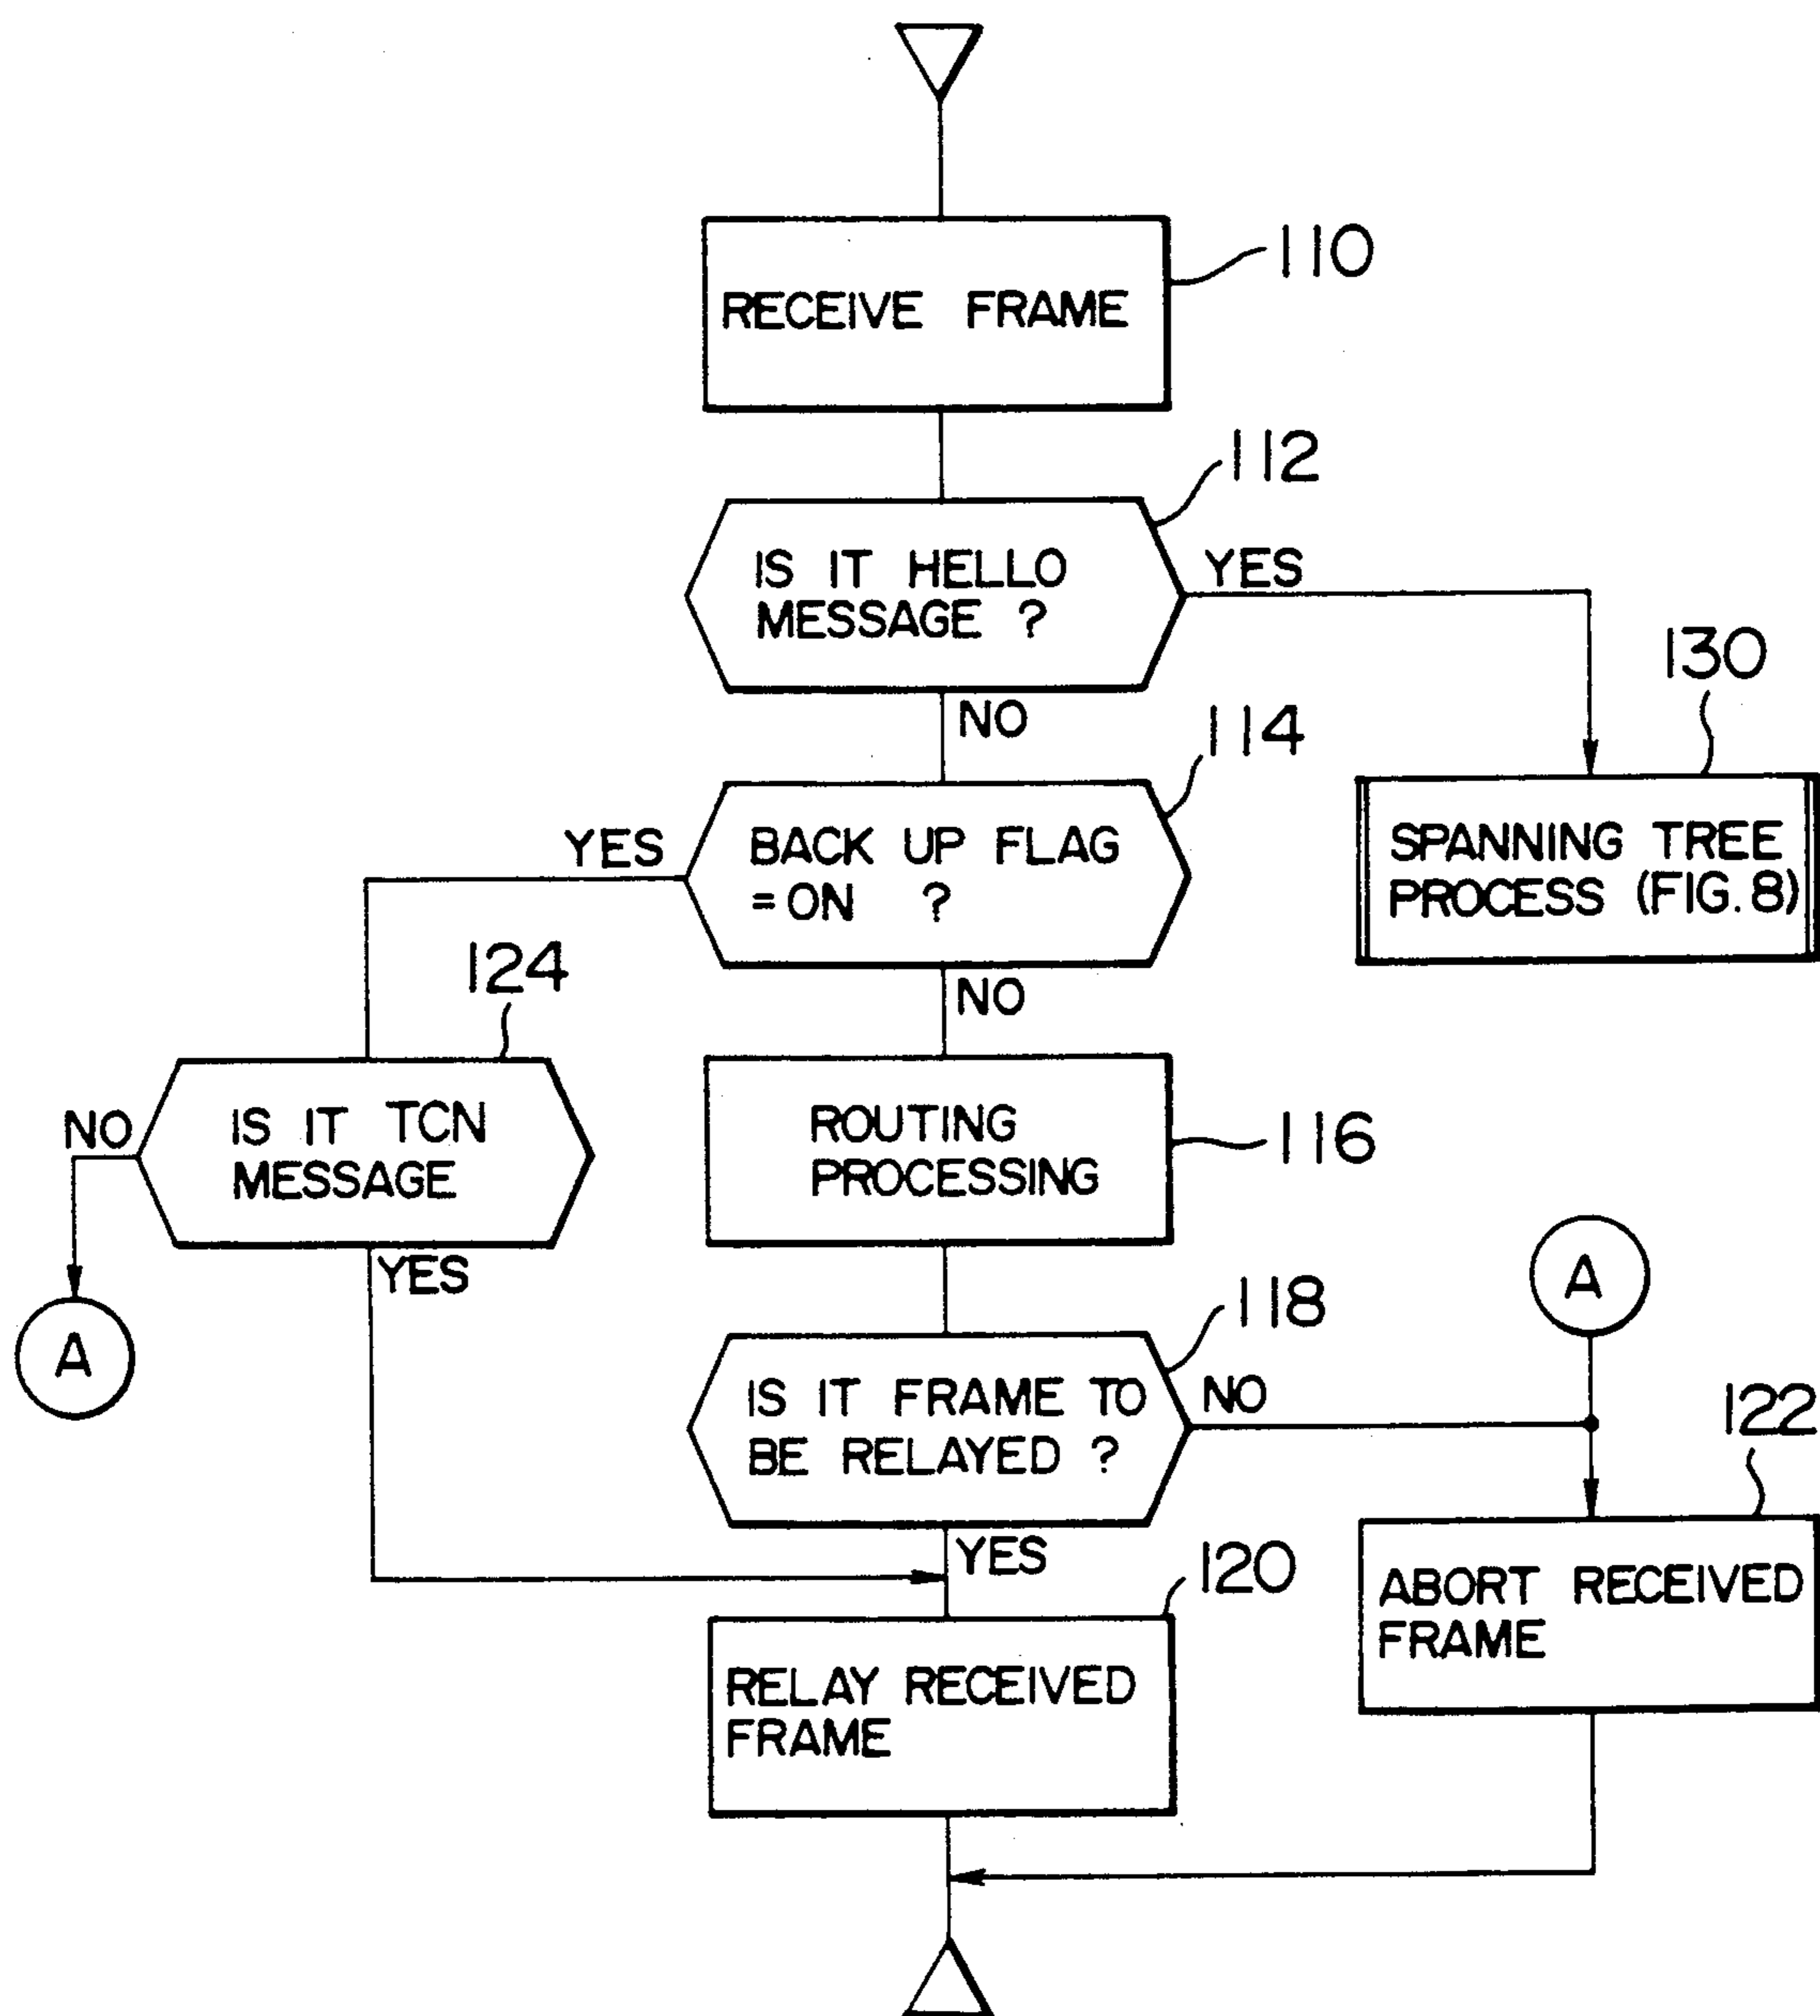 110
RECEIVE FRAME
112
IS IT HELLO
MESSAGE ?
YES
NO
130
SPANNING TREE
PROCESS (FIG. 8)
114
BACK UP FLAG
= ON ?
YES
NO
124
IS IT TCN
MESSAGE
NO
YES
A
116
ROUTING
PROCESSING
118
IS IT FRAME TO
BE RELAYED ?
NO
YES
A
122
ABORT RECEIVED
FRAME
120
RELAY RECEIVED
FRAME